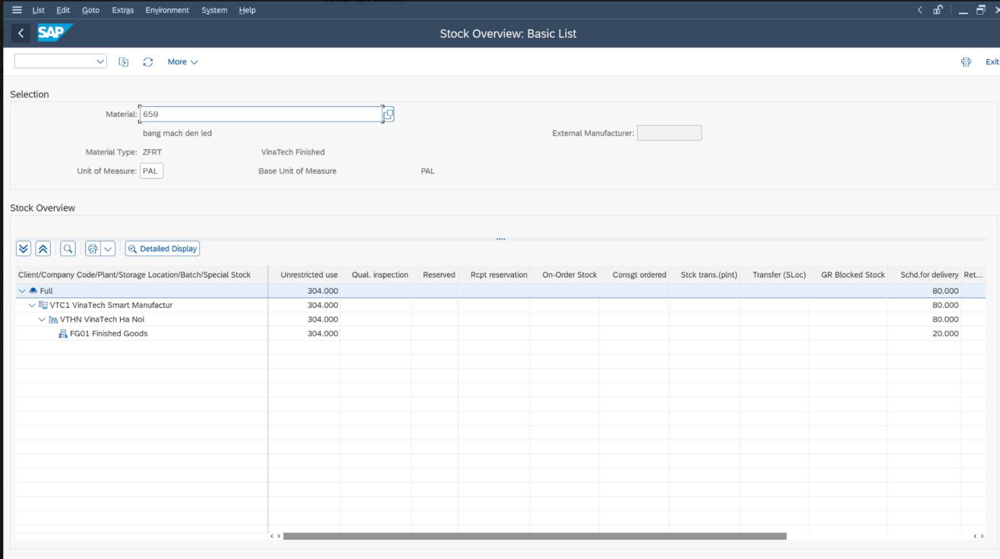 List Edit Goto Extras Environment System Help
SAP
Stock Overview: Basic List
More
Exit
Selection
Material: 650
bang mach den led
External Manufacturer:
Material Type: ZFRT VinaTech Finished
Unit of Measure: PAL Base Unit of Measure PAL
Stock Overview
Detailed Display
Client/Company Code/Plant/Storage Location/Batch/Special Stock Unrestricted use Qual. inspection Reserved Rcpt reservation On-Order Stock Consgt ordered Stck trans.(plnt) Transfer (SLoc) GR Blocked Stock Schd.for delivery Ret...
Full 304.000 80.000
VTC1 VinaTech Smart Manufactur 304.000 80.000
VTHN VinaTech Ha Noi 304.000 80.000
FG01 Finished Goods 304.000 20.000